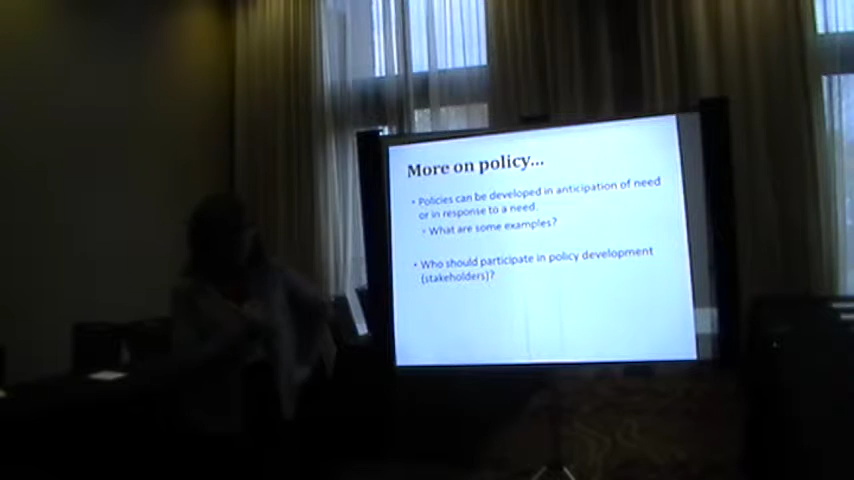 More on policy...
• Policies can be developed in anticipation of need
or in response to a need.
• What are some examples?
• Who should participate in policy development
(stakeholders)?